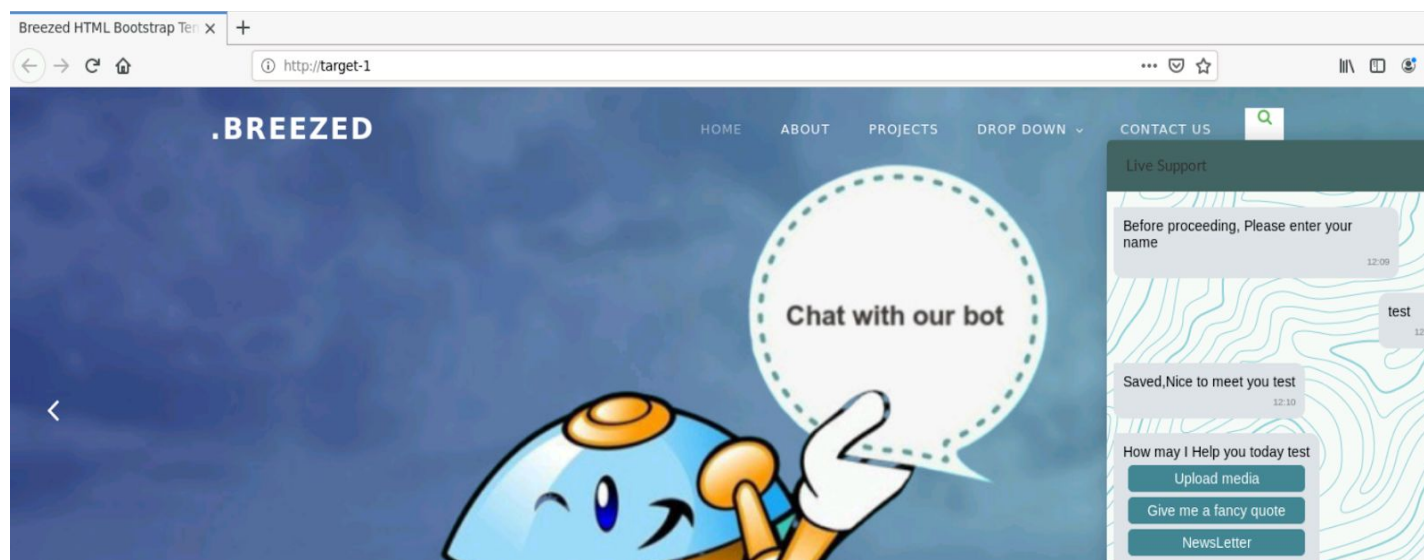 Breezed HTML Bootstrap Ten
http://target-1
.BREEZED
HOME ABOUT PROJECTS DROP DOWN CONTACT US
Live Support
Before proceeding, Please enter your
name
12:09
Chat with our bot
test
12
Saved,Nice to meet you test
12:10
How may I Help you today test
Upload media
Give me a fancy quote
NewsLetter